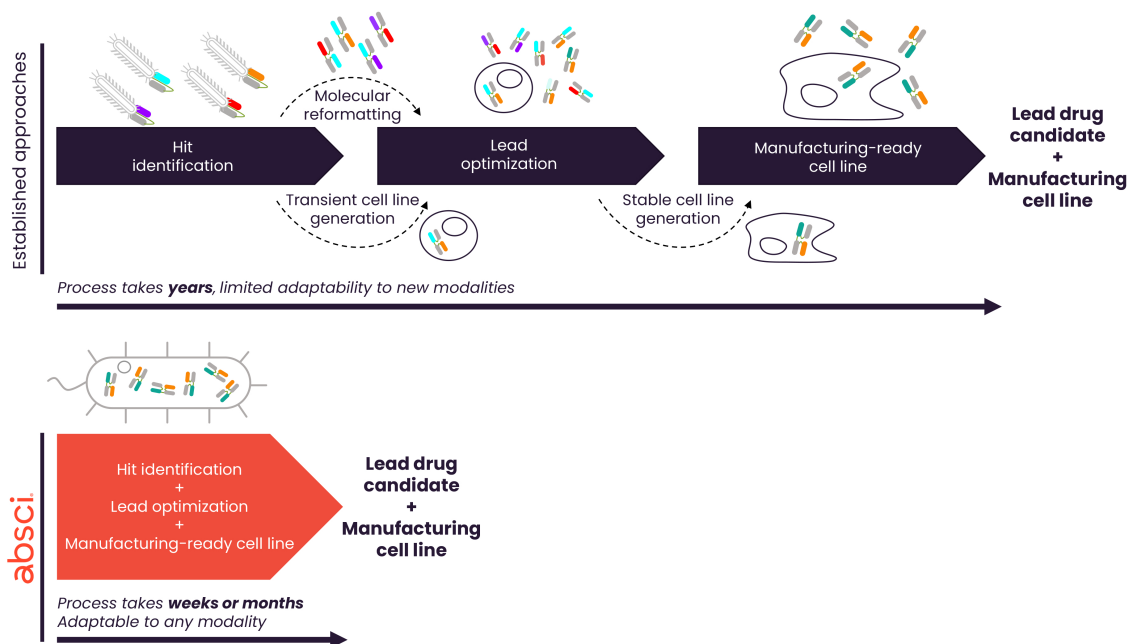 Established approaches
Molecular
reformatting
Hit
identification
Lead
optimization
Manufacturing-ready
cell line
Lead drug
candidate
+
Manufacturing
cell line
Transient cell line
generation
Stable cell line
generation
Process takes years, limited adaptability to new modalities
absci
Hit identification
+
Lead optimization
+
Manufacturing-ready cell line
Lead drug
candidate
+
Manufacturing
cell line
Process takes weeks or months
Adaptable to any modality